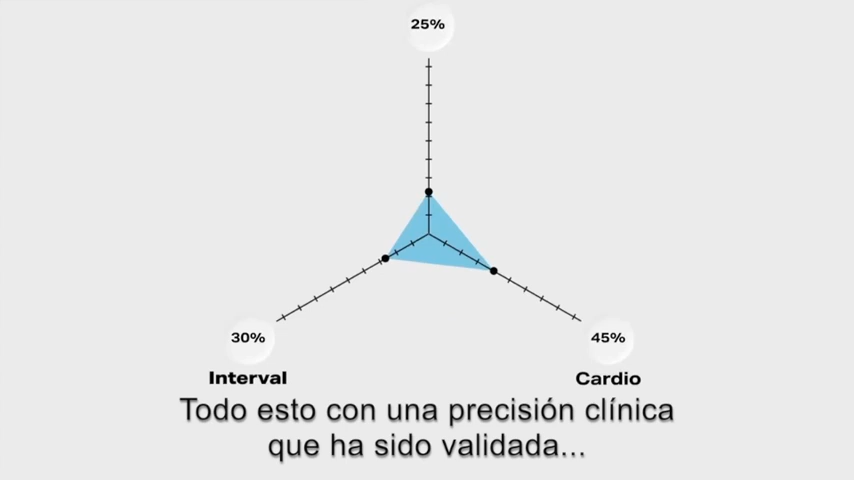 25%
30%
45%
Interval
Cardio
Todo esto con una precisión clínica
que ha sido validada...